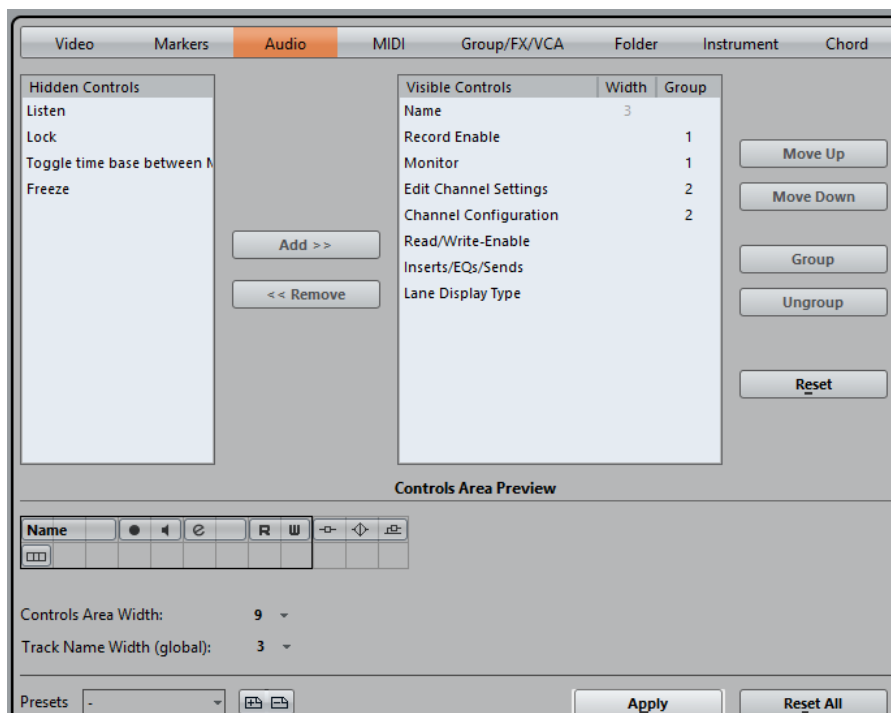 Video Markers Audio MIDI Group/FX/VCA Folder Instrument Chord
Hidden Controls
Listen
Lock
Toggle time base between
Freeze
Add >>
<< Remove
Visible Controls Width Group
Name 3
Record Enable 1
Monitor 1
Edit Channel Settings 2
Channel Configuration 2
Read/Write-Enable
Inserts/EQs/Sends
Lane Display Type
Move Up
Move Down
Group
Ungroup
Reset
Controls Area Preview
Name e R W
Controls Area Width: 9
Track Name Width (global): 3
Presets - Apply Reset All